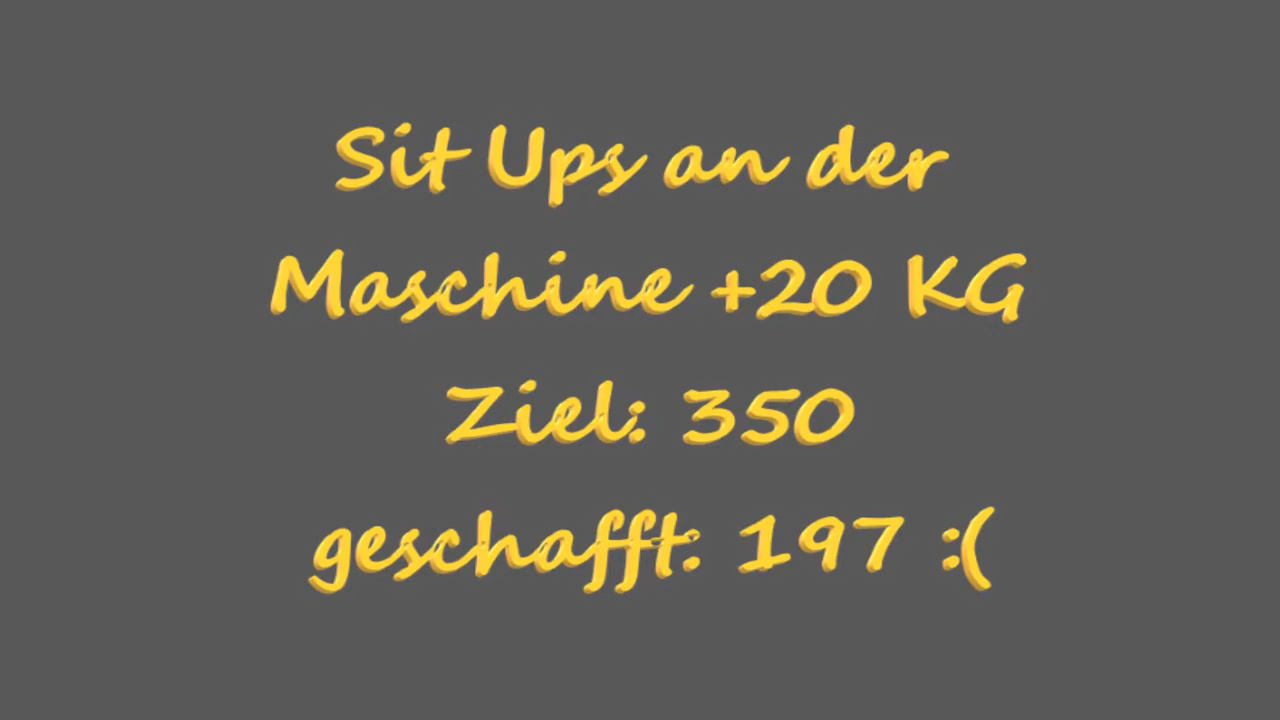 Sit Ups an der
Maschine +20 KG
Ziel: 350
geschafft: 197 :(